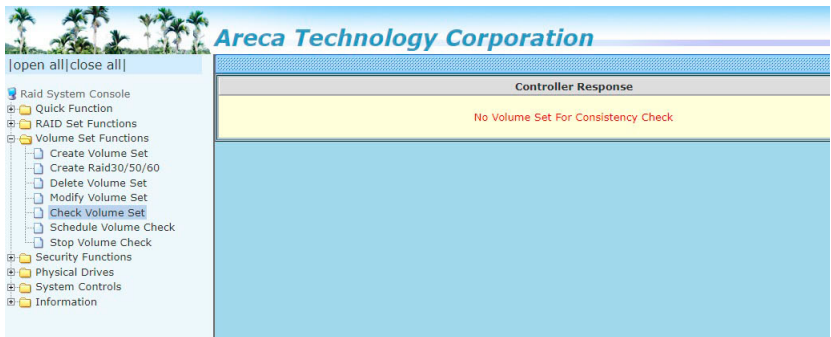 Areca Technology Corporation
|open all|close all|
Raid System Console
Quick Function
RAID Set Functions
Volume Set Functions
Create Volume Set
Create Raid30/50/60
Delete Volume Set
Modify Volume Set
Check Volume Set
Schedule Volume Check
Stop Volume Check
Security Functions
Physical Drives
System Controls
Information
Controller Response
No Volume Set For Consistency Check